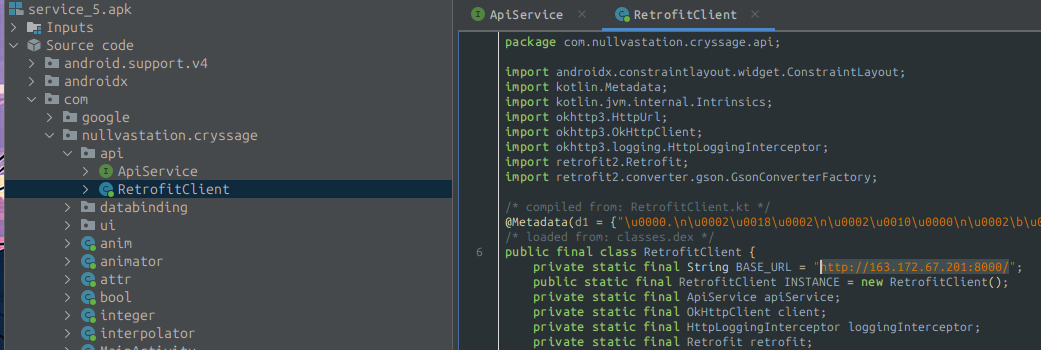 service_5.apk
Inputs
Source code
android.support.v4
androidx
com
google
nullvastation.cryssage
api
ApiService
RetrofitClient
databinding
ui
anim
animator
attr
bool
integer
interpolator
MainActivity
ApiService
RetrofitClient
package com.nullvastation.cryssage.api;
import androidx.constraintlayout.widget.ConstraintLayout;
import kotlin.Metadata;
import kotlin.jvm.internal.Intrinsics;
import okhttp3.HttpUrl;
import okhttp3.OkHttpClient;
import okhttp3.logging.HttpLoggingInterceptor;
import retrofit2.Retrofit;
import retrofit2.converter.gson.GsonConverterFactory;
/* compiled from: RetrofitClient.kt */
@Metadata(d1 = {"\u0000.\n\u0002\u0018\u0002\n\u0002\u0010\u0000\n\u0002\b\u0
/* loaded from: classes.dex */
6 public final class RetrofitClient {
private static final String BASE_URL = "http://163.172.67.201:8000/";
public static final RetrofitClient INSTANCE = new RetrofitClient();
private static final ApiService apiService;
private static final OkHttpClient client;
private static final HttpLoggingInterceptor loggingInterceptor;
private static final Retrofit retrofit;